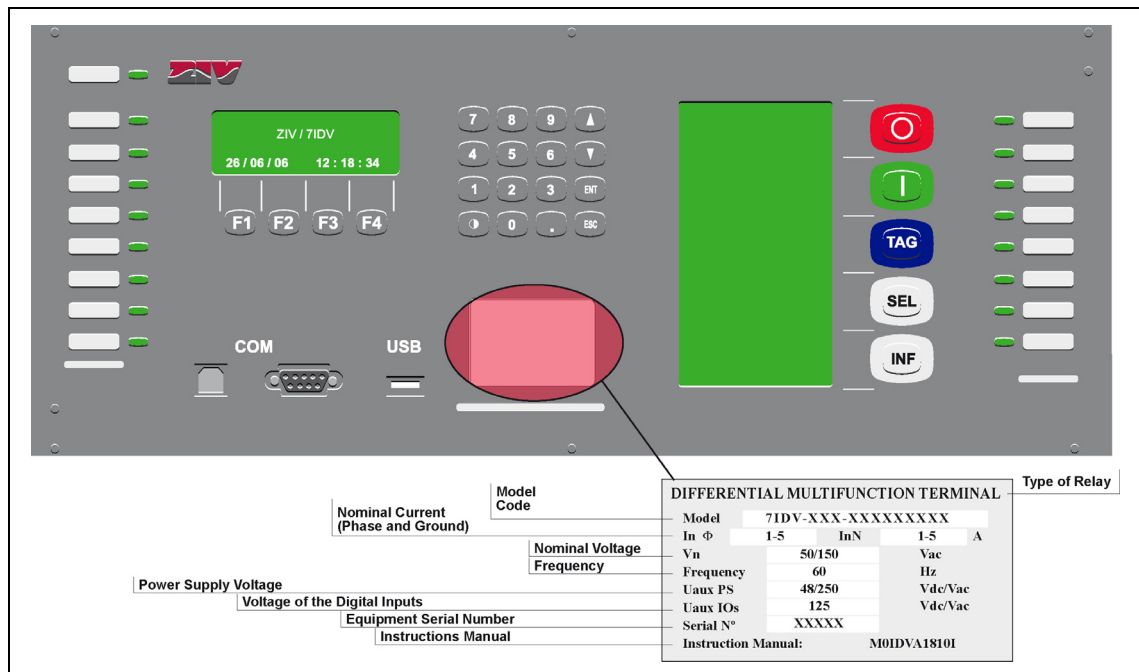 ZIV
ZIV / 7IDV
26 / 06 / 06 12 : 18 : 34
F1 F2 F3 F4
7 8 9
4 5 6
1 2 3 ENT
0 . ESC
TAG
SEL
INF
COM
USB
Type of Relay
Model Code
Nominal Current
(Phase and Ground)
Nominal Voltage
Frequency
Power Supply Voltage
Voltage of the Digital Inputs
Equipment Serial Number
Instructions Manual
DIFFERENTIAL MULTIFUNCTION TERMINAL
Model 7IDV-XXX-XXXXXXXXX
In Φ 1-5 InN 1-5 A
Vn 50/150 Vac
Frequency 60 Hz
Uaux PS 48/250 Vdc/Vac
Uaux IOs 125 Vdc/Vac
Serial Nº XXXXX
Instruction Manual: M0IDVA1810I